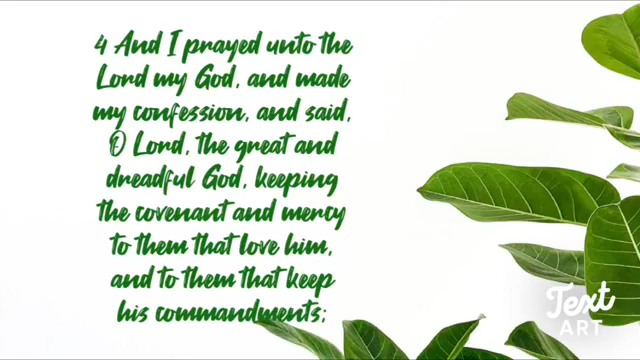 4 And I prayed unto the
Lord my God, and made
my confession, and said,
O Lord, the great and
dreadful God, keeping
the covenant and mercy
to them that love him,
and to them that keep
his commandments;
Text
ART